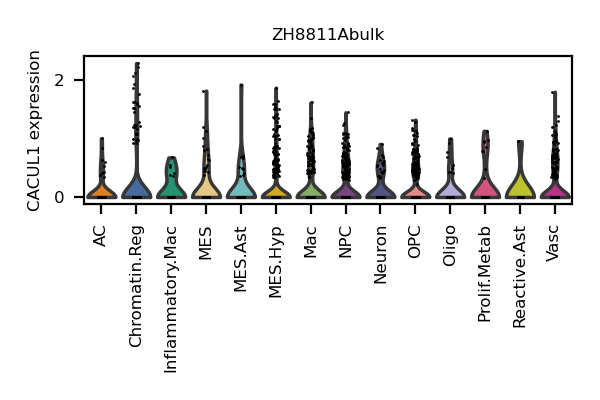 ZH8811Abulk
CACUL1 expression
2
0
AC
Chromatin.Reg
Inflammatory.Mac
MES
MES.Ast
MES.Hyp
Mac
NPC
Neuron
OPC
Oligo
Prolif.Metab
Reactive.Ast
Vasc